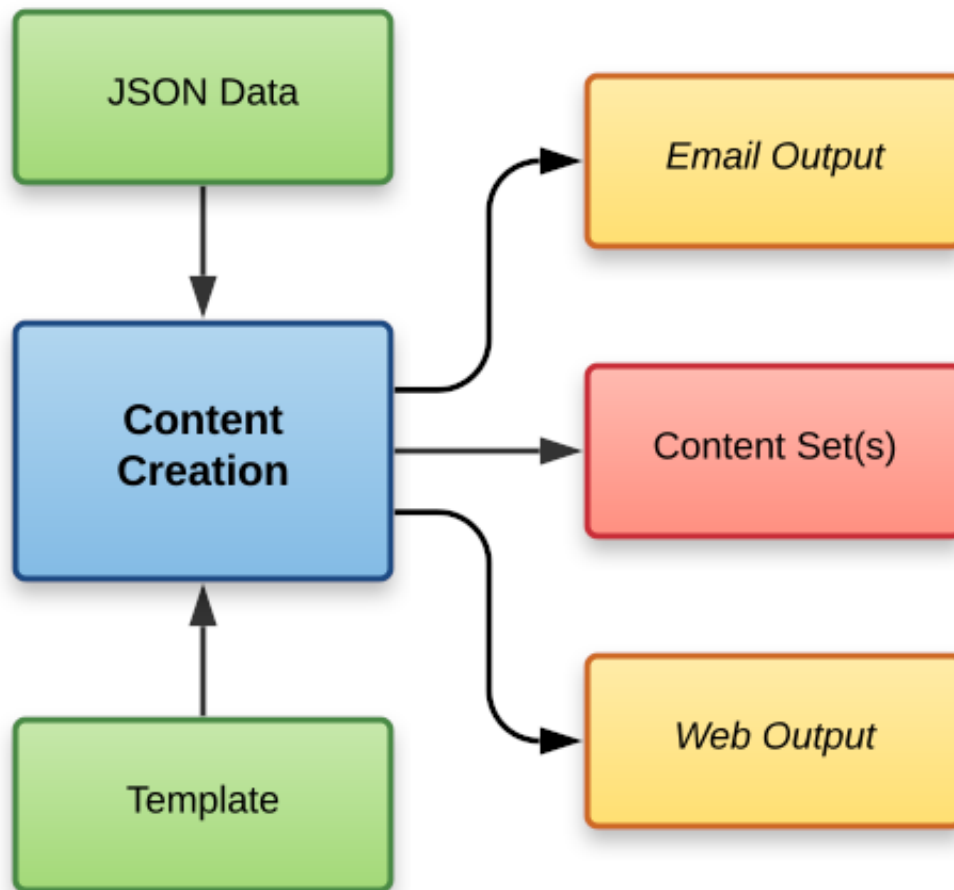 JSON Data
Email Output
Content
Creation
Content Set(s)
Web Output
Template